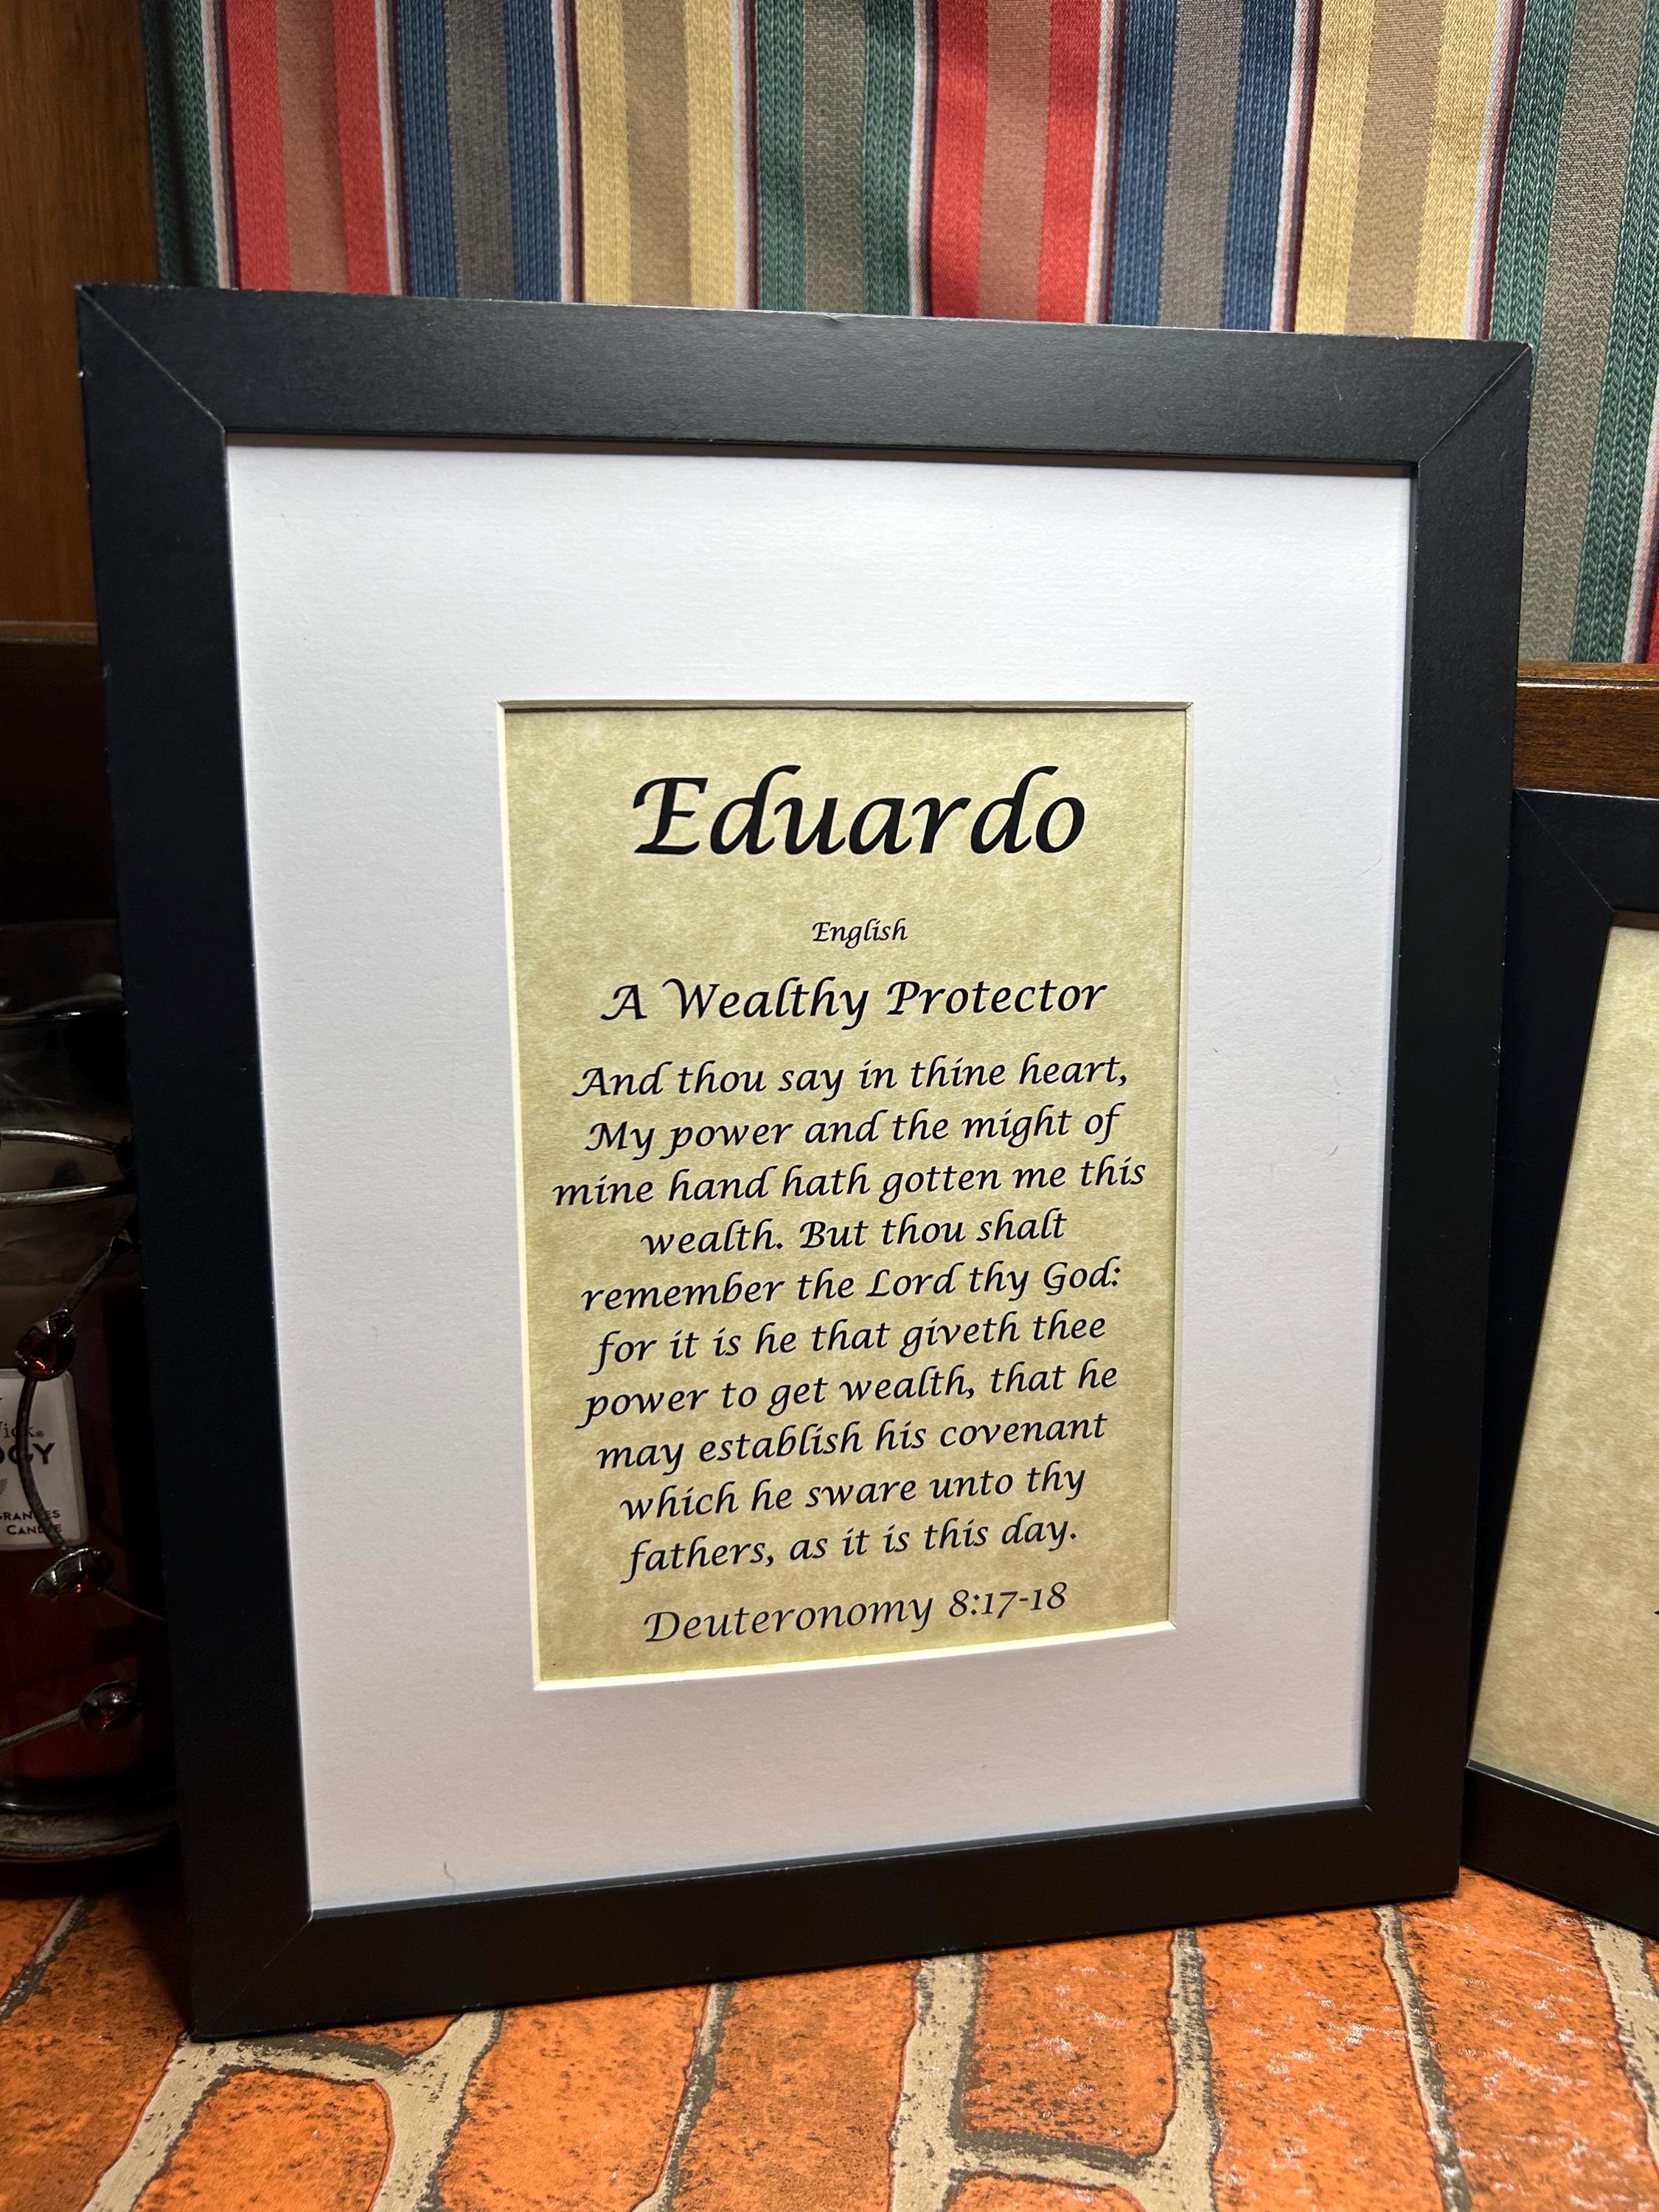 Eduardo
English
A Wealthy Protector
And thou say in thine heart,
My power and the might of
mine hand hath gotten me this
wealth. But thou shalt
remember the Lord thy God:
for it is he that giveth thee
power to get wealth, that he
may establish his covenant
which he sware unto thy
fathers, as it is this day.
Deuteronomy 8:17-18